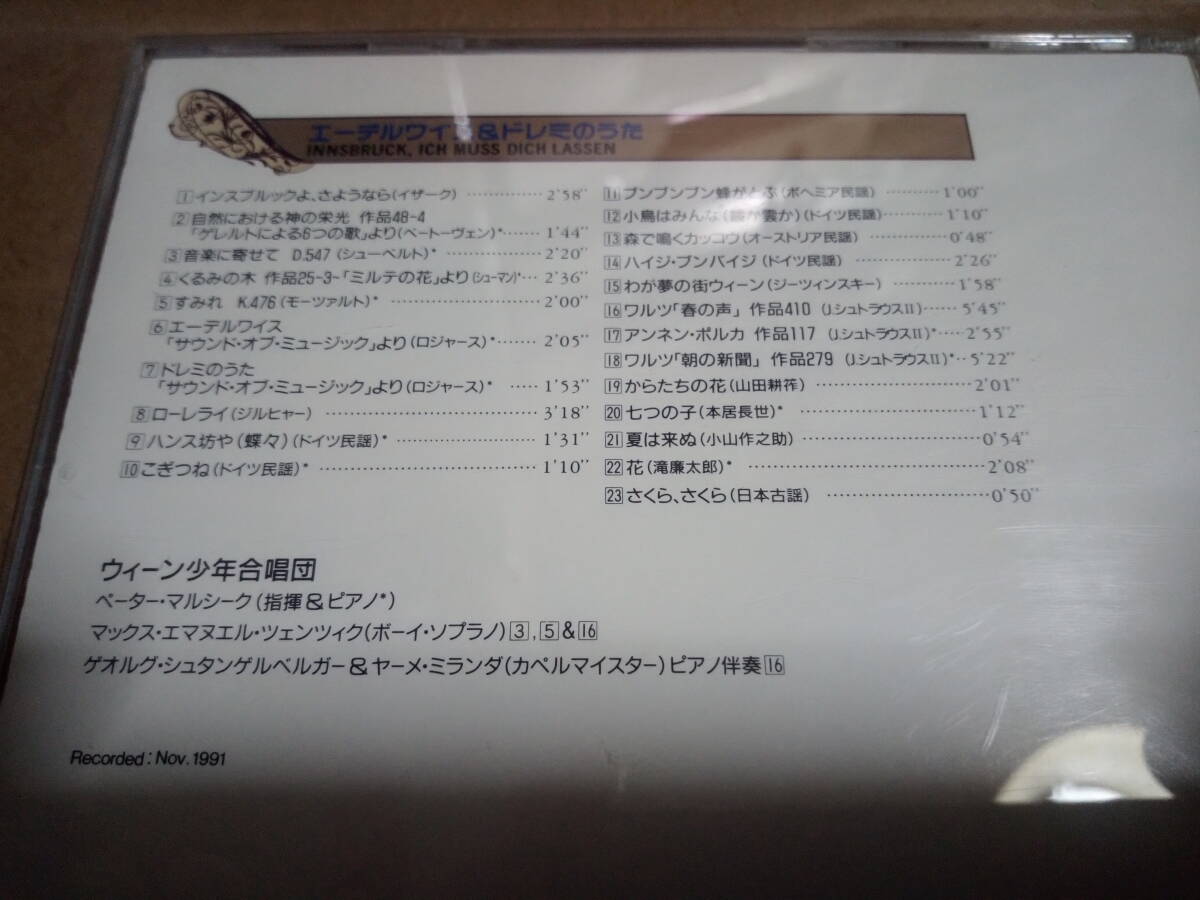 エーデルワイス&ドレミのうた
INNSBRUCK, ICH MUSS DICH LASSEN
1 インスブルックよ、さようなら(イザーク) ………… 2'58"
2 自然における神の栄光 作品48-4
「ゲレルトによる6つの歌」より(ベートーヴェン)*…… 1'44"
3 音楽に寄せて D.547(シューベルト)* ………… 2'20"
4 くるみの木 作品25-3-「ミルテの花」より(シューマン)*… 2'36"
5 すみれ K.476(モーツァルト)* ………… 2'00"
6 エーデルワイス
「サウンド・オブ・ミュージック」より(ロジャース)*…… 2'05"
7 ドレミのうた
「サウンド・オブ・ミュージック」より(ロジャース)* …… 1'53"
8 ローレライ(ジルヒャー) ………… 3'18"
9 ハンス坊や(蝶々)(ドイツ民謡)* ………… 1'31"
10 こぎつね(ドイツ民謡)* ………… 1'10"
11 ブンブンブン蜂がとぶ(ボヘミア民謡) ………… 1'00"
12 小鳥はみんな(霞か雲か)(ドイツ民謡)………… 1'10"
13 森で鳴くカッコウ(オーストリア民謡) ………… 0'48"
14 ハイジ・ブンバイジ(ドイツ民謡) ………… 2'26"
15 わが夢の街ウィーン(ジーツィンスキー) ………… 1'58"
16 ワルツ「春の声」 作品410 (J.シュトラウスII)…… 5'45"
17 アンネン・ポルカ 作品117 (J.シュトラウスII)*…… 2'55"
18 ワルツ「朝の新聞」 作品279 (J.シュトラウスII)*‥ 5'22"
19 からたちの花(山田耕筰) ………… 2'01"
20 七つの子(本居長世)* ………… 1'12"
21 夏は来ぬ(小山作之助) ………… 0'54"
22 花(滝廉太郎)* ………… 2'08"
23 さくら、さくら(日本古謡) ………… 0'50"
ウィーン少年合唱団
ペーター・マルシーク(指揮&ピアノ*)
マックス・エマヌエル・ツェンツィク(ボーイ・ソプラノ)3,5&16
ゲオルグ・シュタンゲルベルガー&ヤーメ・ミランダ(カペルマイスター)ピアノ伴奏16
Recorded : Nov. 1991